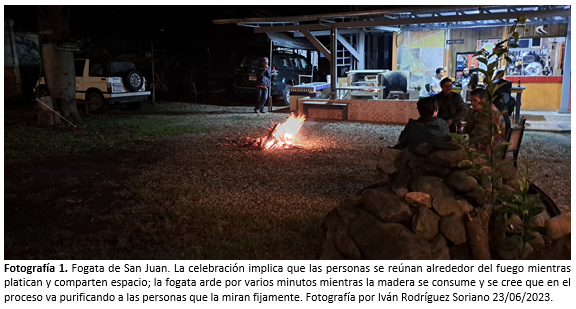 Fotografía 1. Fogata de San Juan. La celebración implica que las personas se reúnan alrededor del fuego mientras
platican y comparten espacio; la fogata arde por varios minutos mientras la madera se consume y se cree que en el
proceso va purificando a las personas que la miran fijamente. Fotografía por Iván Rodríguez Soriano 23/06/2023.